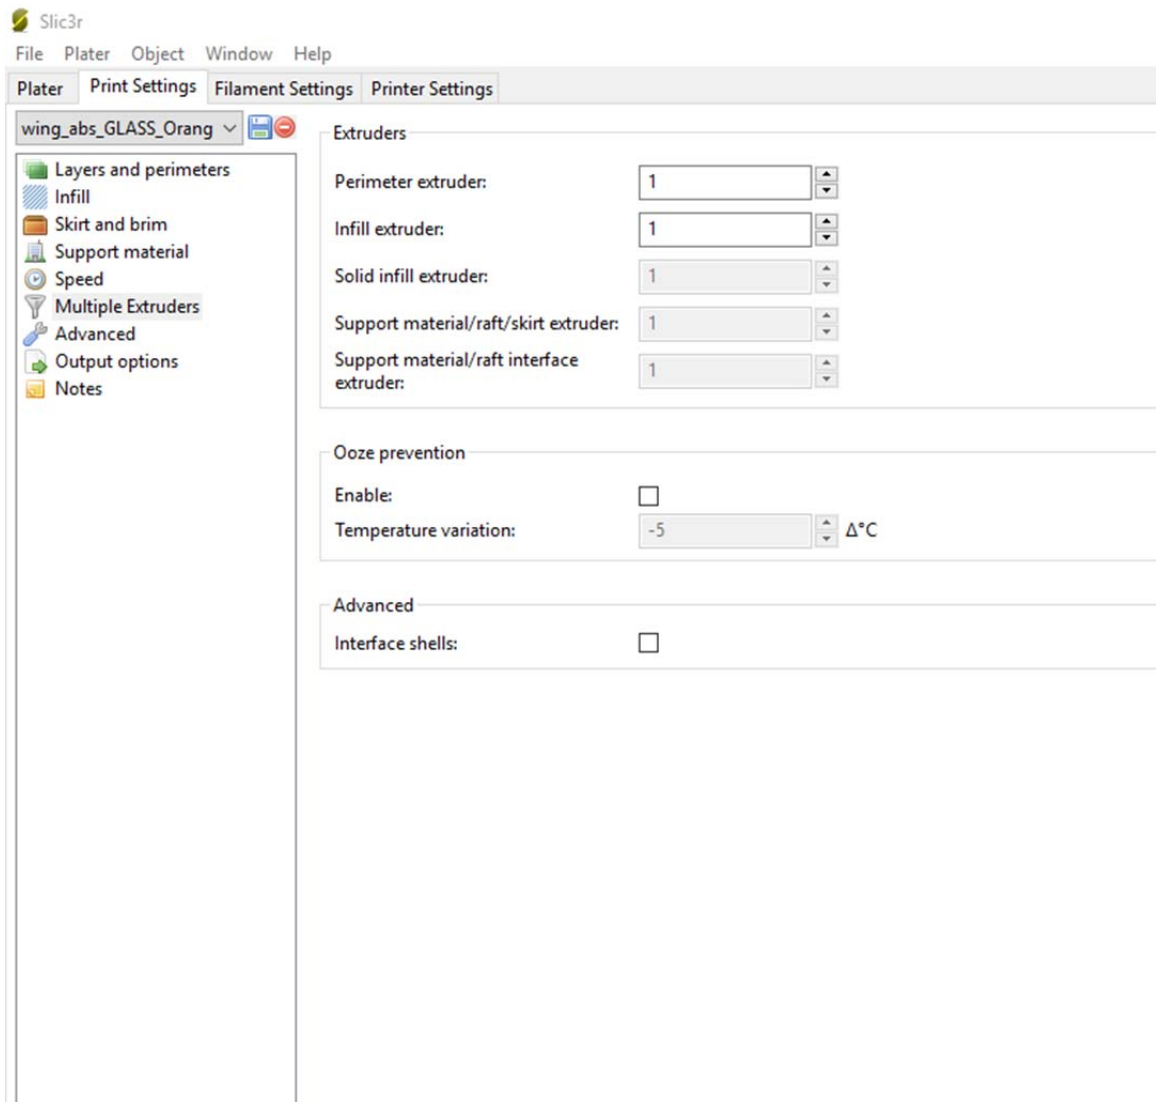 Slic3r
File Plater Object Window Help
Plater Print Settings Filament Settings Printer Settings
wing_abs_GLASS_Orang
Layers and perimeters
Infill
Skirt and brim
Support material
Speed
Multiple Extruders
Advanced
Output options
Notes
Extruders
Perimeter extruder: 1
Infill extruder: 1
Solid infill extruder: 1
Support material/raft/skirt extruder: 1
Support material/raft interface
extruder: 1
Ooze prevention
Enable:
Temperature variation: -5 Δ°C
Advanced
Interface shells: